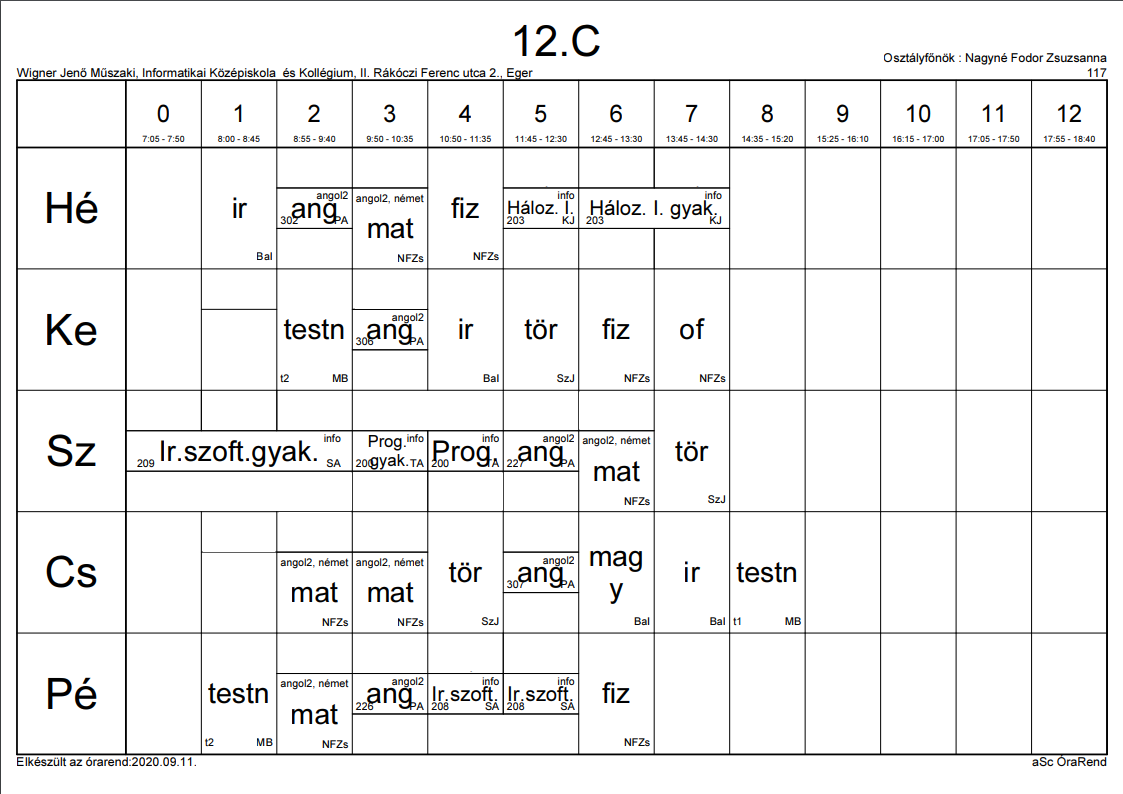 12.C
Osztályfőnök : Nagyné Fodor Zsuzsanna
Wigner Jenő Műszaki, Informatikai Középiskola és Kollégium, II. Rákóczi Ferenc utca 2., Eger
117
0 1 2 3 4 5 6 7 8 9 10 11 12
7:05 - 7:50 8:00 - 8:45 8:55 - 9:40 9:50 - 10:35 10:50 - 11:35 11:45 - 12:30 12:45 - 13:30 13:45 - 14:30 14:35 - 15:20 15:25 - 16:10 16:15 - 17:00 17:05 - 17:50 17:55 - 18:40
Hé
ir
BaI
angol2
ang
302 PA
angol2, német
mat
NFZs
fiz
NFZs
info
Háloz. I.
203 KJ
info
Háloz. I. gyak.
203 KJ
Ke
testn
t2 MB
angol2
ang
306 PA
ir
BaI
tör
SzJ
fiz
NFZs
of
NFZs
Sz
info
Ir.szoft.gyak.
209 SA
info
Prog.
gyak.
200 TA
info
Prog.
200 TA
angol2
ang
227 PA
angol2, német
mat
NFZs
tör
SzJ
Cs
angol2, német
mat
NFZs
angol2, német
mat
NFZs
tör
SzJ
angol2
ang
307 PA
mag
y
BaI
ir
BaI
testn
t1 MB
Pé
testn
t2 MB
angol2, német
mat
NFZs
angol2
ang
226 PA
info
Ir.szoft.
208 SA
info
Ir.szoft.
208 SA
fiz
NFZs
Elkészült az órarend:2020.09.11.
aSc ÓraRend